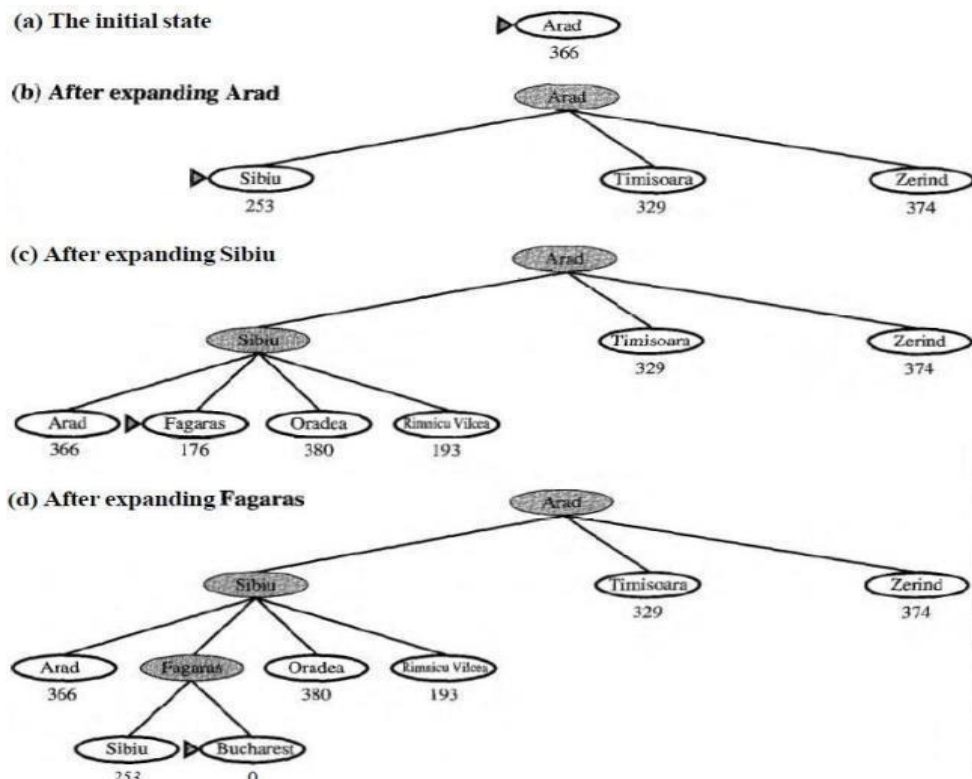 (a) The initial state
Arad
366
(b) After expanding Arad
Arad
Sibiu
Timisoara
Zerind
253
329
374
(c) After expanding Sibiu
Arad
Sibiu
Timisoara
Zerind
329
374
Arad
Fagaras
Oradea
Rimnicu Vilcea
366
176
380
193
(d) After expanding Fagaras
Arad
Sibiu
Timisoara
Zerind
329
374
Arad
Fagaras
Oradea
Rimnicu Vilcea
366
380
193
Sibiu
Bucharest
253
0